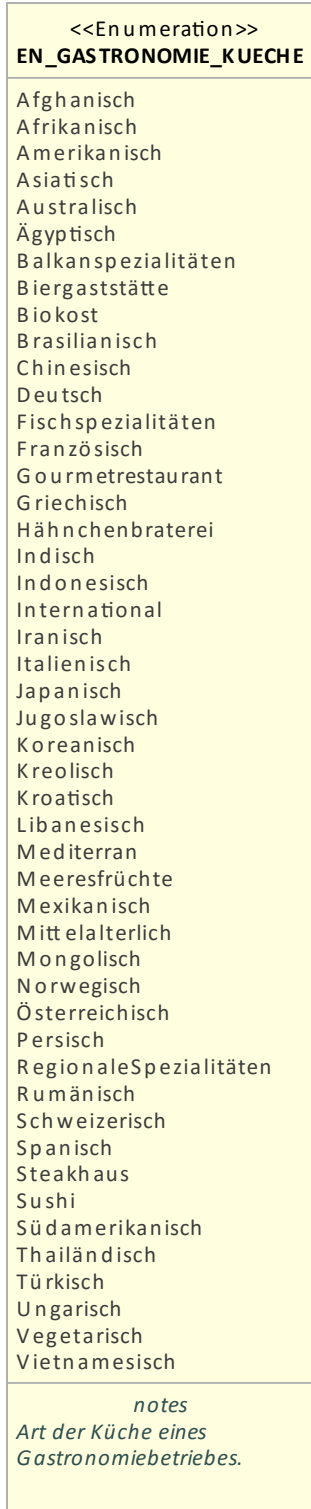 <<Enumeration>>
EN_GASTRONOMIE_KUECHE
Afghanisch
Afrikanisch
Amerikanisch
Asiatisch
Australisch
Ägyptisch
Balkanspezialitäten
Biergaststätte
Biokost
Brasilianisch
Chinesisch
Deutsch
Fischspezialitäten
Französisch
Gourmetrestaurant
Griechisch
Hähnchenbraterei
Indisch
Indonesisch
International
Iranisch
Italienisch
Japanisch
Jugoslawisch
Koreanisch
Kreolisch
Kroatisch
Libanesisch
Mediterran
Meeresfrüchte
Mexikanisch
Mittelalterlich
Mongolisch
Norwegisch
Österreichisch
Persisch
RegionaleSpezialitäten
Rumänisch
Schweizerisch
Spanisch
Steakhaus
Sushi
Südamerikanisch
Thailändisch
Türkisch
Ungarisch
Vegetarisch
Vietnamesisch
notes
Art der Küche eines
Gastronomiebetriebes.